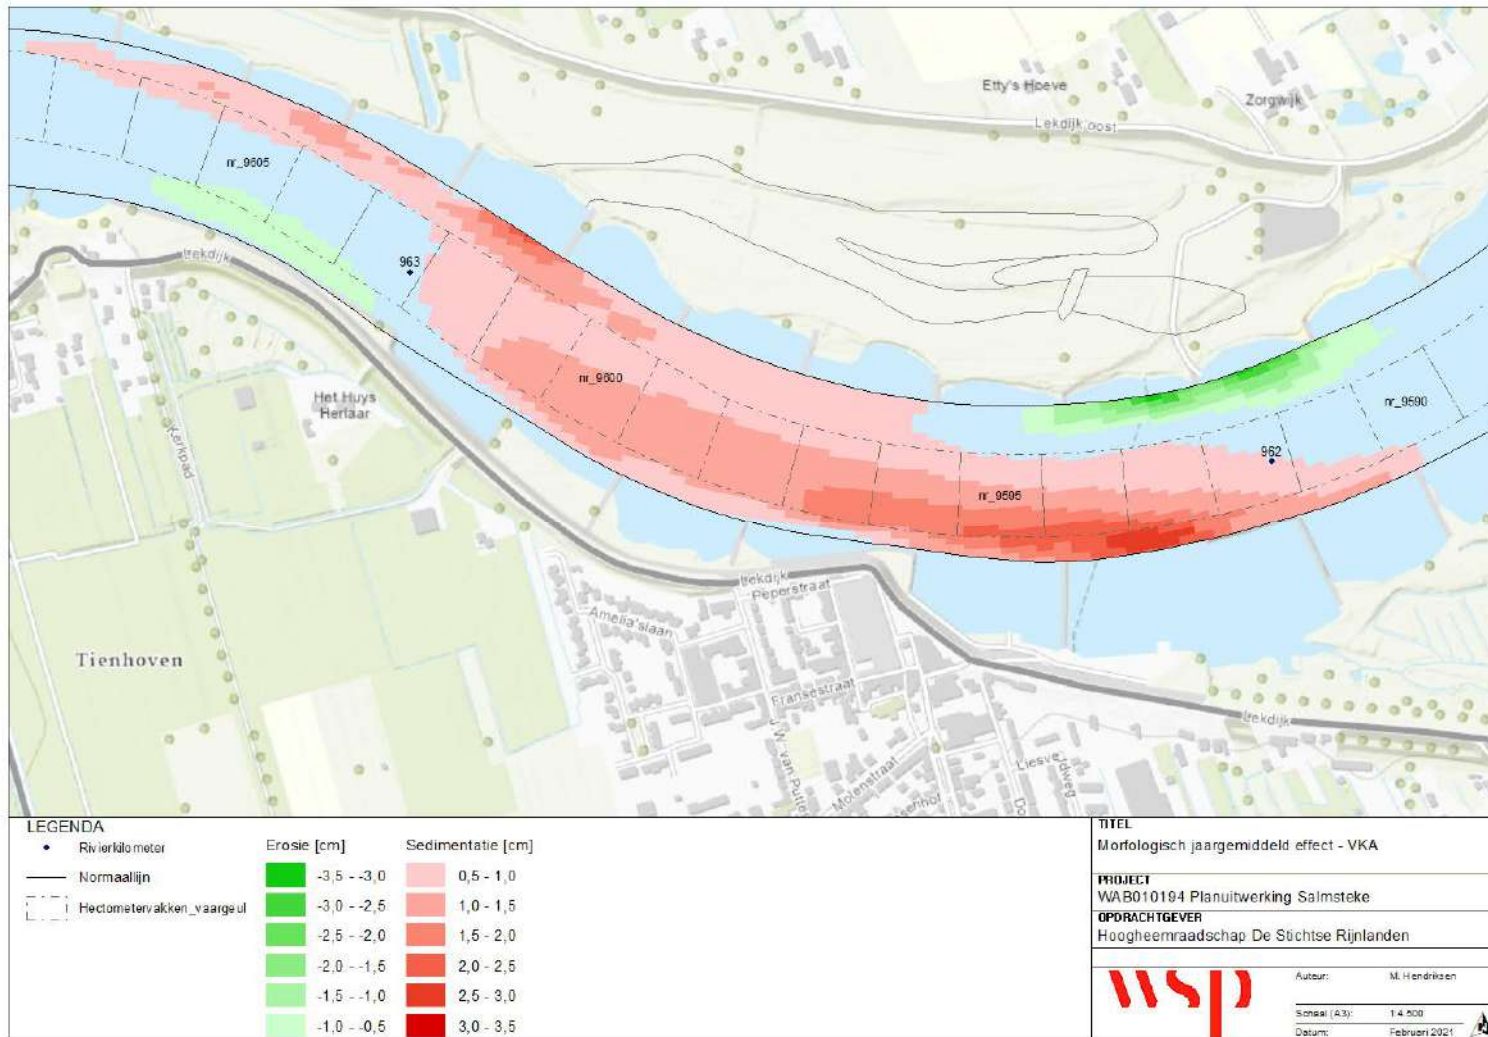 Etty's Hoeve
Zorgwijk
Lekdijk oost
nr_9605
963
Lekdijk
nr_9600
Het Huys
Herlaar
Kerkpad
nr_9590
962
nr_9595
Lekdijk
Peperstraat
Amelia'slaan
Tienhoven
Fransestraat
Lekdijk
J.W. van Putte
Molenstraat
Liesveldweg
LEGENDA
Rivierkilometer
Normaallijn
Hectometervakken_vaargeul
Erosie [cm]
-3,5 - -3,0
-3,0 - -2,5
-2,5 - -2,0
-2,0 - -1,5
-1,5 - -1,0
-1,0 - -0,5
Sedimentatie [cm]
0,5 - 1,0
1,0 - 1,5
1,5 - 2,0
2,0 - 2,5
2,5 - 3,0
3,0 - 3,5
TITEL
Morfologisch jaargemiddeld effect - VKA
PROJECT
WAB010194 Planuitwerking Salmsteke
OPDRACHTGEVER
Hoogheemraadschap De Stichtse Rijnlanden
wsp
Auteur: M. Hendriksen
Schaal (A3): 1:4.500
Datum: Februari 2021